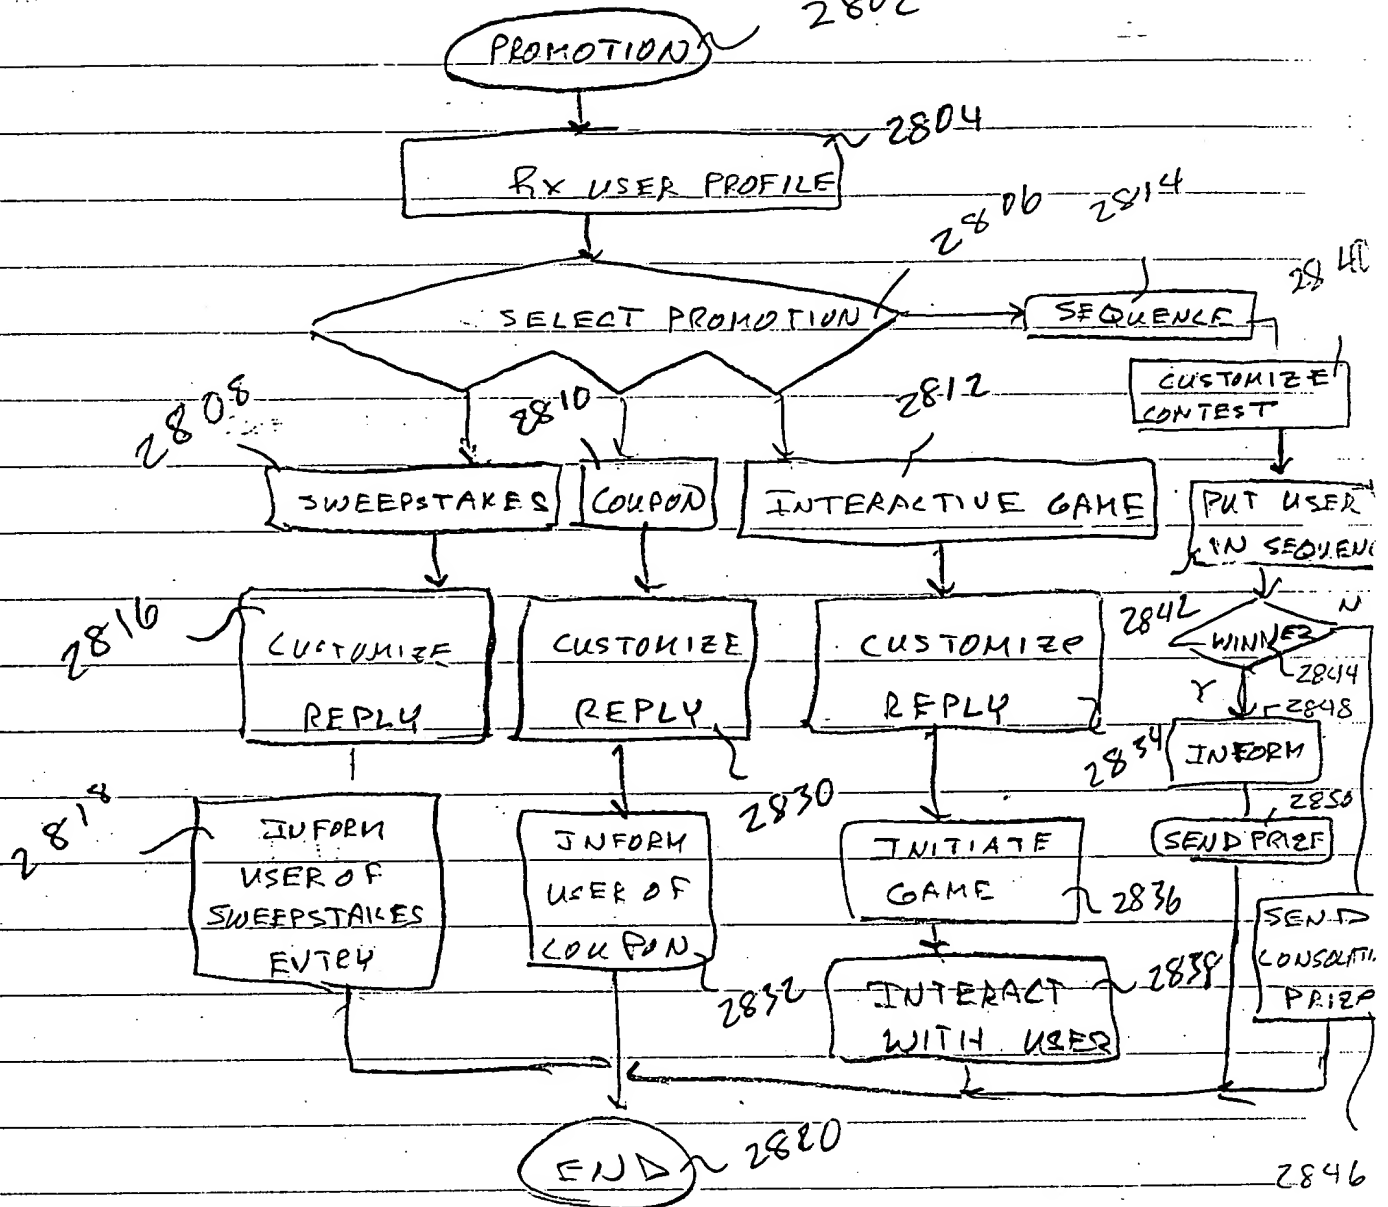 2802
PROMOTION
2804
Rx USER PROFILE
2806
2814
SELECT PROMOTION
SEQUENCE
2840
CUSTOMIZE
CONTEST
2808
2810
2812
SWEEPSTAKES
COUPON
INTERACTIVE GAME
PUT USER
IN SEQUENC
2816
CUSTOMIZE
REPLY
CUSTOMIZE
REPLY
2830
CUSTOMIZE
REPLY
2834
2842
WINNER
N
2844
Y
2848
INFORM
2850
SEND PRIZE
2818
INFORM
USER OF
SWEEPSTAKES
ENTRY
INFORM
USER OF
COUPON
2832
INITIATE
GAME
2836
INTERACT
WITH USER
2838
SEND
CONSOLATI
PRIZE
2846
END
2820